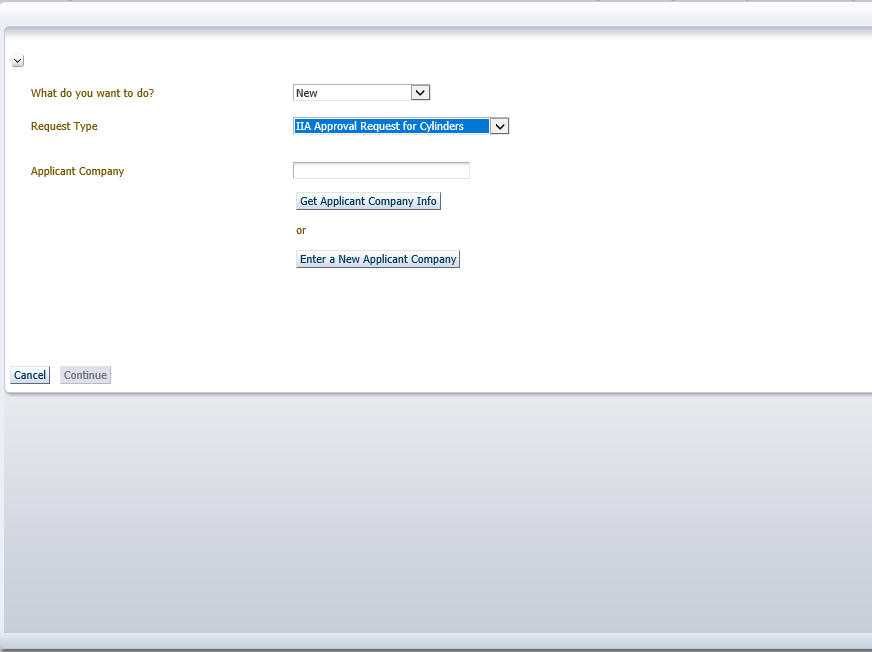 What do you want to do? New
Request Type IIA Approval Request for Cylinders
Applicant Company
Get Applicant Company Info
or
Enter a New Applicant Company
Cancel Continue